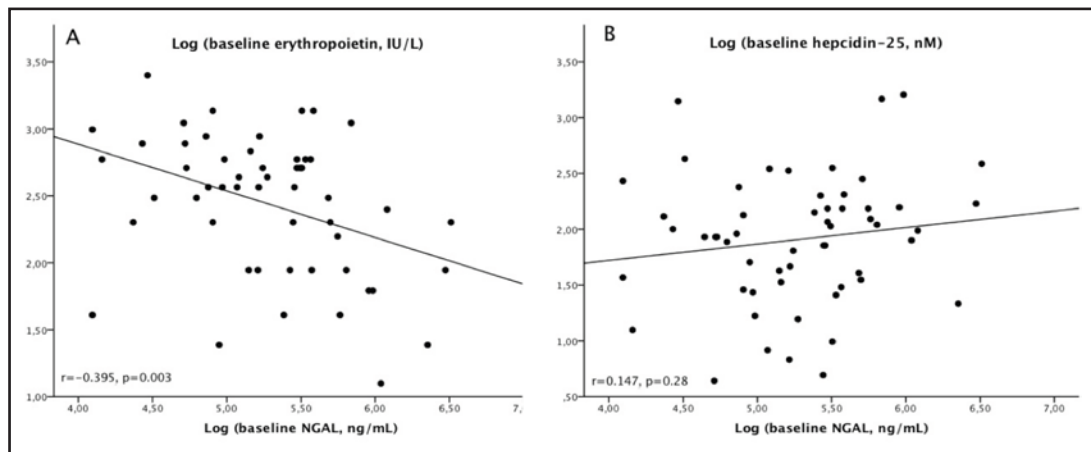 A
Log (baseline erythropoietin, IU/L)
3,50
3,00
2,50
2,00
1,50
1,00
r=-0.395, p=0.003
4,00 4,50 5,00 5,50 6,00 6,50 7,0
Log (baseline NGAL, ng/mL)
B
Log (baseline hepcidin-25, nM)
3,50
3,00
2,50
2,00
1,50
1,00
,50
r=0.147, p=0.28
4,00 4,50 5,00 5,50 6,00 6,50 7,00
Log (baseline NGAL, ng/mL)